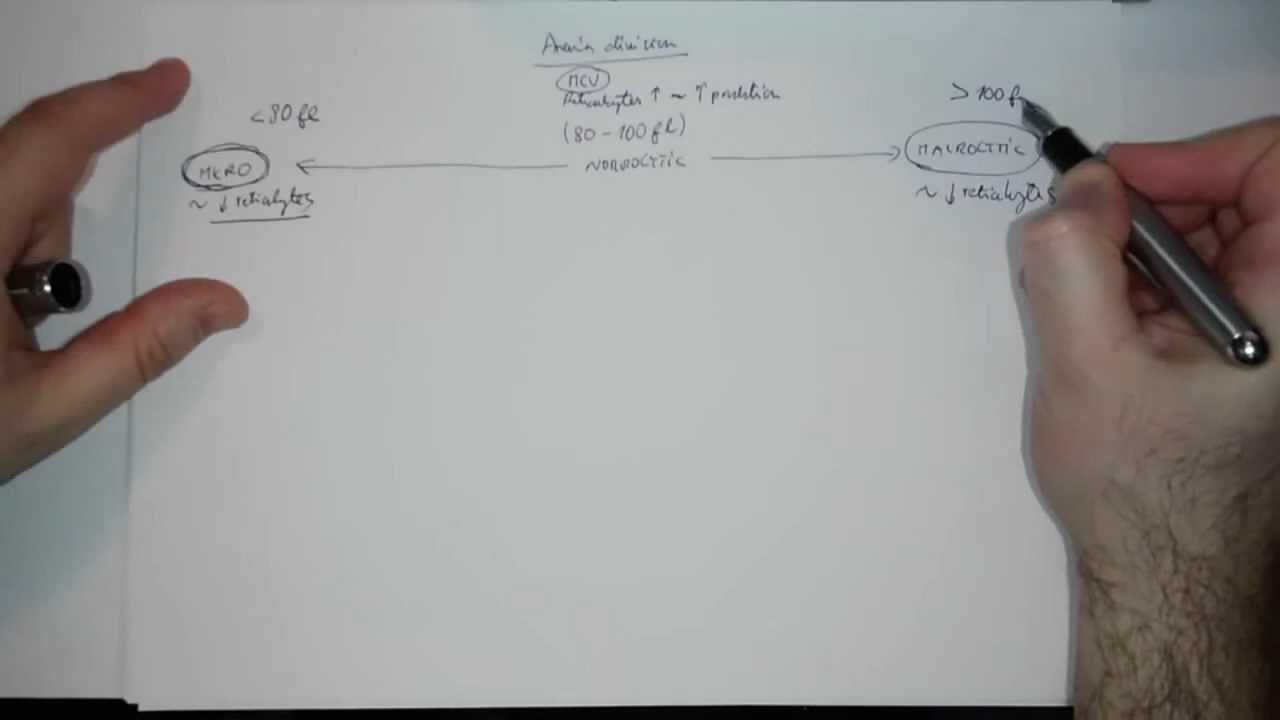 Anemia division
MCV
Reticulocytes ↑ ~ ↑ production
<80 fl
(80 - 100 fl)
> 100 f
MICRO
NORMOCYTIC
MACROCYTIC
~ ↓ reticulocytes
~ ↓ reticulocytes